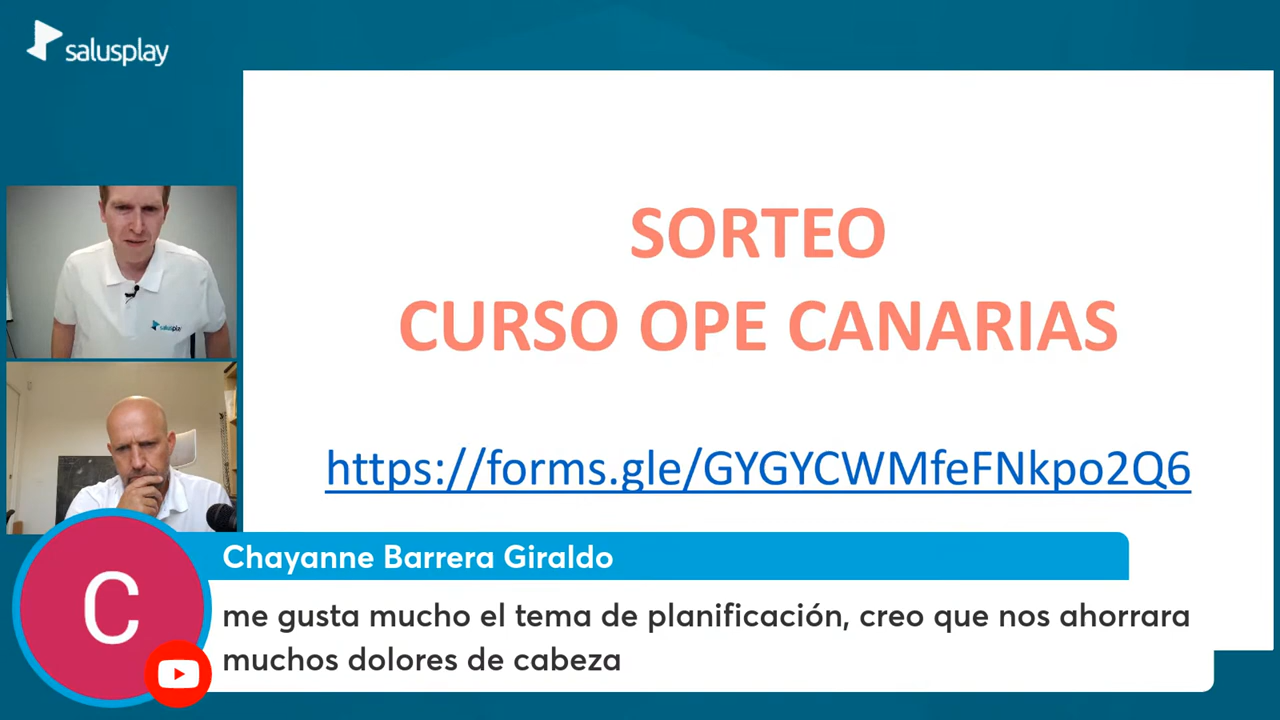 salusplay
SORTEO
CURSO OPE CANARIAS
https://forms.gle/GYGYCWMfeFNkpo2Q6
Chayanne Barrera Giraldo
C
me gusta mucho el tema de planificación, creo que nos ahorrara
muchos dolores de cabeza